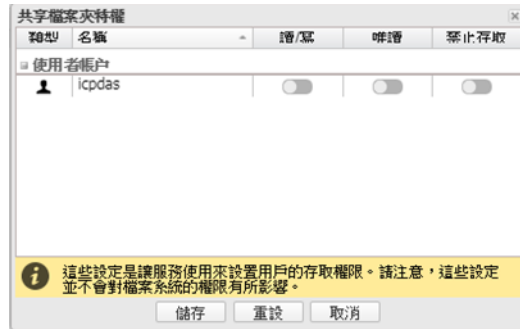 共享檔案夾特權
類型 名稱 讀/寫 唯讀 禁止存取
使用者帳戶
icpdas
這些設定是讓服務使用來設置用戶的存取權限。請注意，這些設定
並不會對檔案系統的權限有所影響。
儲存 重設 取消